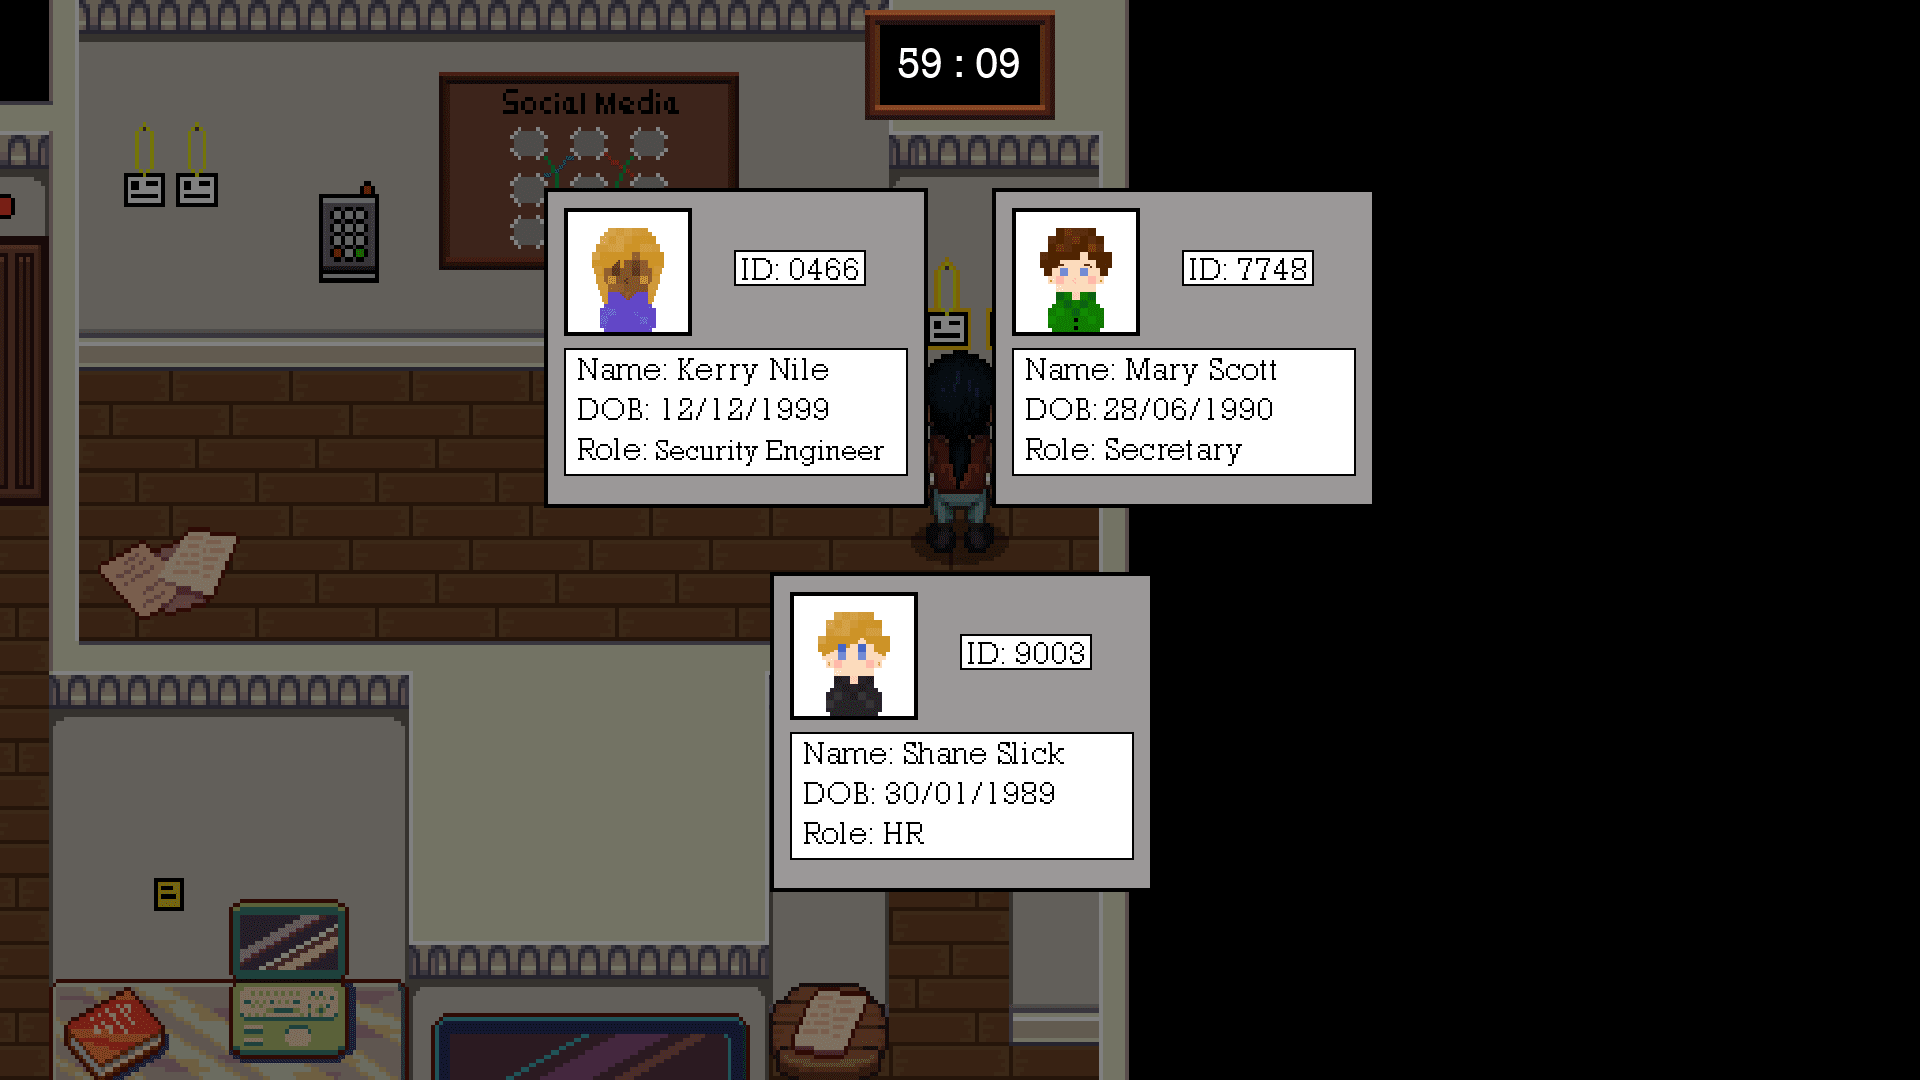 59 : 09
Social Media
ID: 0466
Name: Kerry Nile
DOB: 12/12/1999
Role: Security Engineer
ID: 7748
Name: Mary Scott
DOB: 28/06/1990
Role: Secretary
ID: 9003
Name: Shane Slick
DOB: 30/01/1989
Role: HR